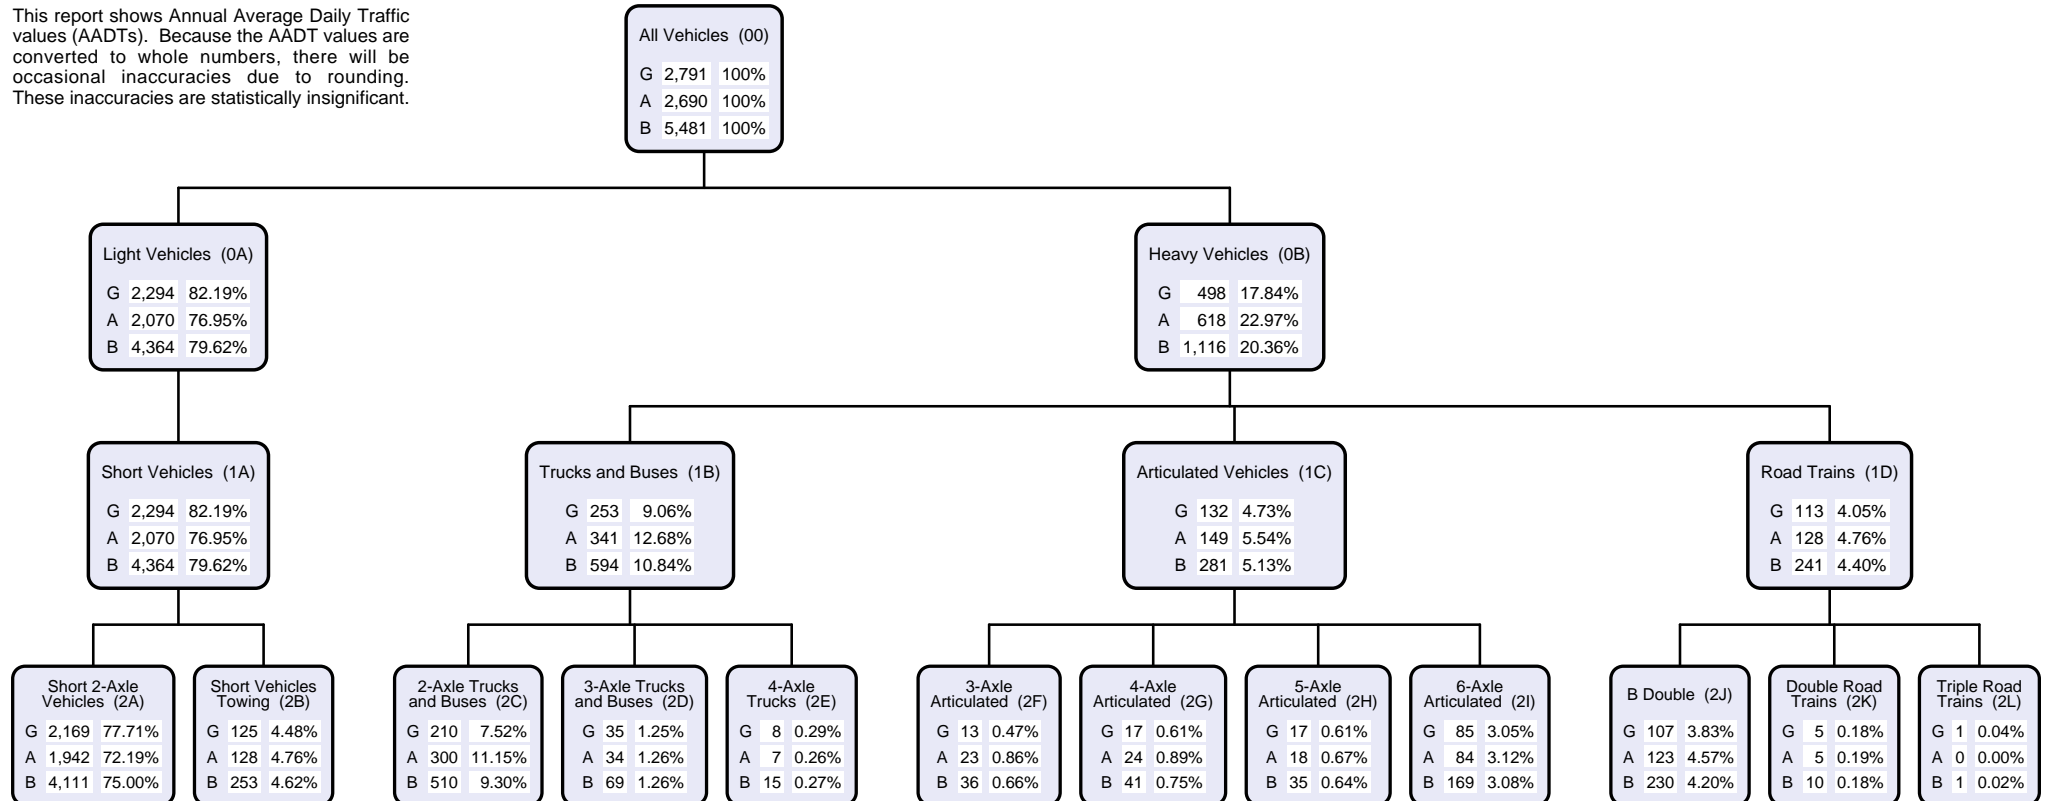 This report shows Annual Average Daily Traffic
values (AADTs). Because the AADT values are
converted to whole numbers, there will be
occasional inaccuracies due to rounding.
These inaccuracies are statistically insignificant.
All Vehicles (00)
G 2,791 100%
A 2,690 100%
B 5,481 100%
Light Vehicles (0A)
G 2,294 82.19%
A 2,070 76.95%
B 4,364 79.62%
Heavy Vehicles (0B)
G 498 17.84%
A 618 22.97%
B 1,116 20.36%
Short Vehicles (1A)
G 2,294 82.19%
A 2,070 76.95%
B 4,364 79.62%
Trucks and Buses (1B)
G 253 9.06%
A 341 12.68%
B 594 10.84%
Articulated Vehicles (1C)
G 132 4.73%
A 149 5.54%
B 281 5.13%
Road Trains (1D)
G 113 4.05%
A 128 4.76%
B 241 4.40%
Short 2-Axle
Vehicles (2A)
G 2,169 77.71%
A 1,942 72.19%
B 4,111 75.00%
Short Vehicles
Towing (2B)
G 125 4.48%
A 128 4.76%
B 253 4.62%
2-Axle Trucks
and Buses (2C)
G 210 7.52%
A 300 11.15%
B 510 9.30%
3-Axle Trucks
and Buses (2D)
G 35 1.25%
A 34 1.26%
B 69 1.26%
4-Axle
Trucks (2E)
G 8 0.29%
A 7 0.26%
B 15 0.27%
3-Axle
Articulated (2F)
G 13 0.47%
A 23 0.86%
B 36 0.66%
4-Axle
Articulated (2G)
G 17 0.61%
A 24 0.89%
B 41 0.75%
5-Axle
Articulated (2H)
G 17 0.61%
A 18 0.67%
B 35 0.64%
6-Axle
Articulated (2I)
G 85 3.05%
A 84 3.12%
B 169 3.08%
B Double (2J)
G 107 3.83%
A 123 4.57%
B 230 4.20%
Double Road
Trains (2K)
G 5 0.18%
A 5 0.19%
B 10 0.18%
Triple Road
Trains (2L)
G 1 0.04%
A 0 0.00%
B 1 0.02%